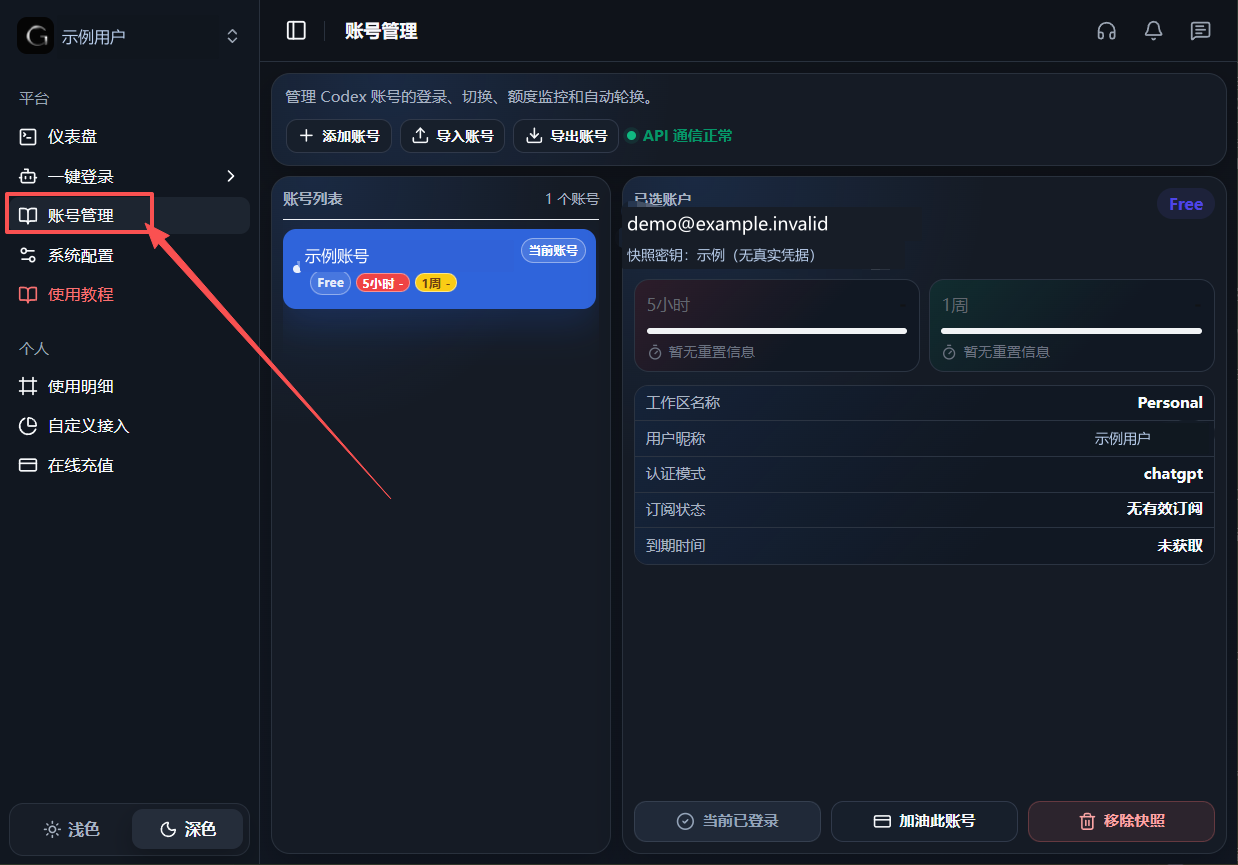 示例用户
平台
仪表盘
一键登录
账号管理
系统配置
使用教程
个人
使用明细
自定义接入
在线充值
浅色
深色
账号管理
管理 Codex 账号的登录、切换、额度监控和自动轮换。
添加账号
导入账号
导出账号
API 通信正常
账号列表
1 个账号
示例账号
当前账号
Free
5小时 -
1周 -
已选账户
Free
demo@example.invalid
快照密钥：示例（无真实凭据）
5小时
暂无重置信息
1周
暂无重置信息
工作区名称 Personal
用户昵称 示例用户
认证模式 chatgpt
订阅状态 无有效订阅
到期时间 未获取
当前已登录
加油此账号
移除快照